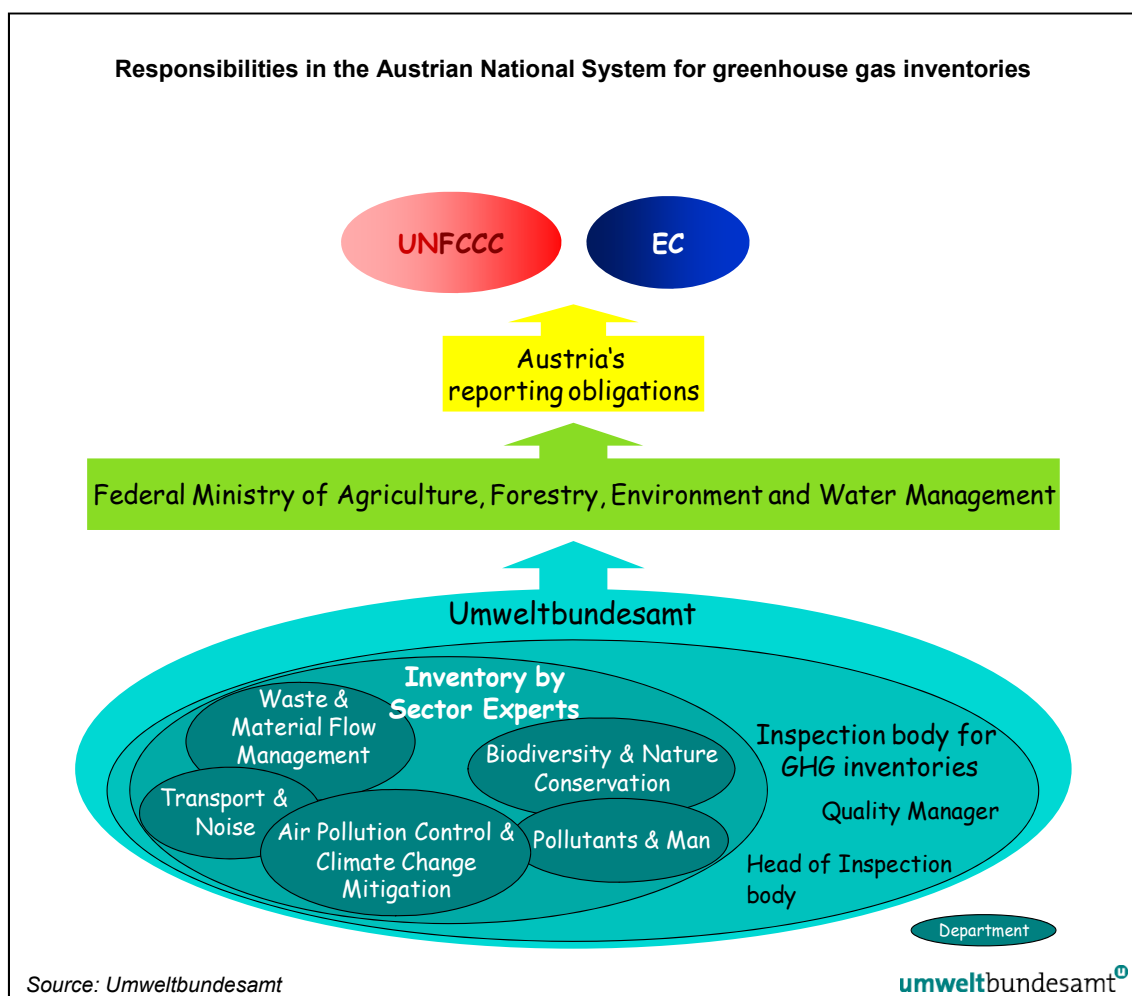 Responsibilities in the Austrian National System for greenhouse gas inventories
UNFCCC
EC
Austria's
reporting obligations
Federal Ministry of Agriculture, Forestry, Environment and Water Management
Umweltbundesamt
Inventory by
Sector Experts
Waste &
Material Flow
Management
Biodiversity & Nature
Conservation
Transport &
Noise
Air Pollution Control &
Climate Change
Mitigation
Pollutants & Man
Inspection body for
GHG inventories
Quality Manager
Head of Inspection
body
Department
Source: Umweltbundesamt
umweltbundesamt
u